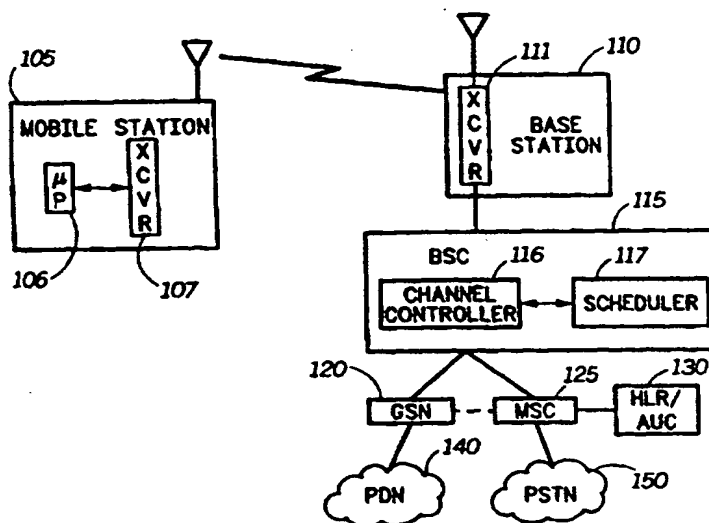 105
MOBILE STATION
μP
XCVR
106
107
111
110
XCVR
BASE STATION
115
BSC
116
117
CHANNEL CONTROLLER
SCHEDULER
120
125
130
GSN
MSC
HLR/
AUC
140
150
PDN
PSTN